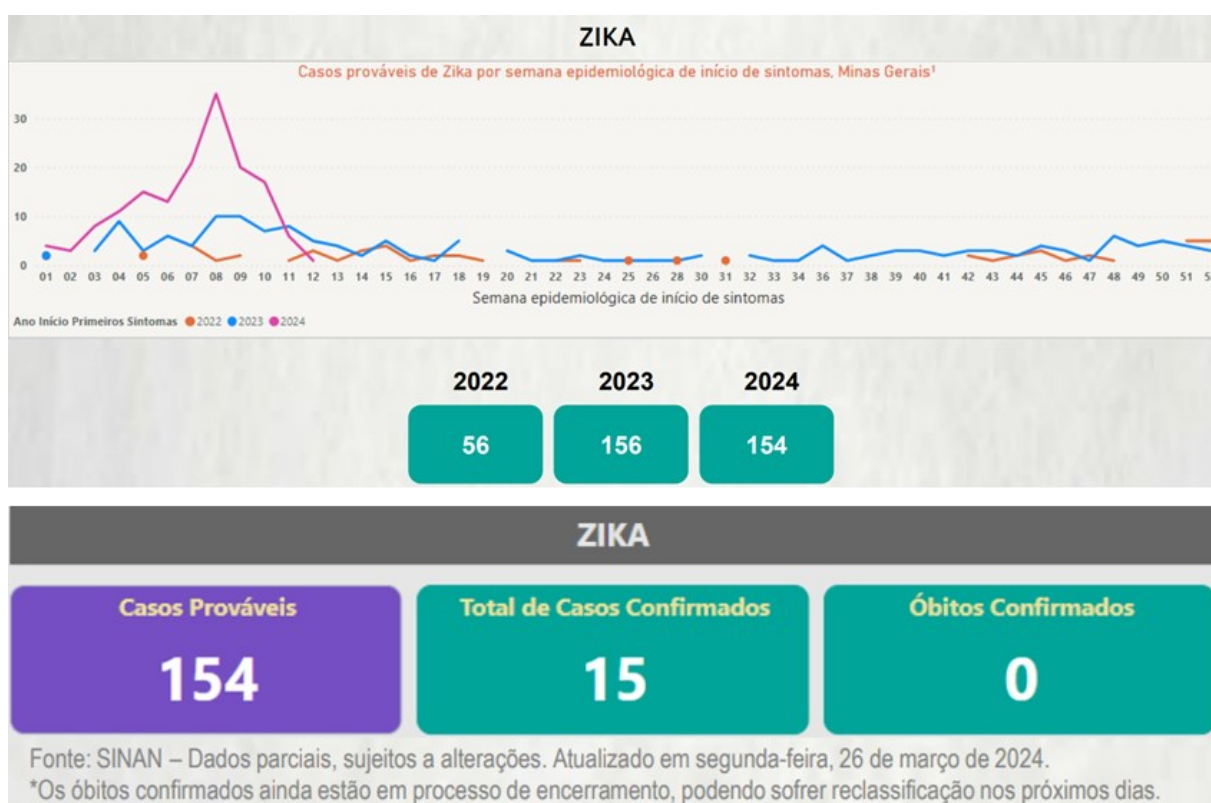 ZIKA
Casos prováveis de Zika por semana epidemiológica de início de sintomas, Minas Gerais¹
30
20
10
0
01 02 03 04 05 06 07 08 09 10 11 12 13 14 15 16 17 18 19 20 21 22 23 24 25 26 28 30 31 32 33 34 36 37 38 39 40 41 42 43 44 45 46 47 48 49 50 51
Semana epidemiológica de início de sintomas
Ano Início Primeiros Sintomas 2022 2023 2024
2022 2023 2024
56 156 154
ZIKA
Casos Prováveis Total de Casos Confirmados Óbitos Confirmados
154 15 0
Fonte: SINAN – Dados parciais, sujeitos a alterações. Atualizado em segunda-feira, 26 de março de 2024.
*Os óbitos confirmados ainda estão em processo de encerramento, podendo sofrer reclassificação nos próximos dias.